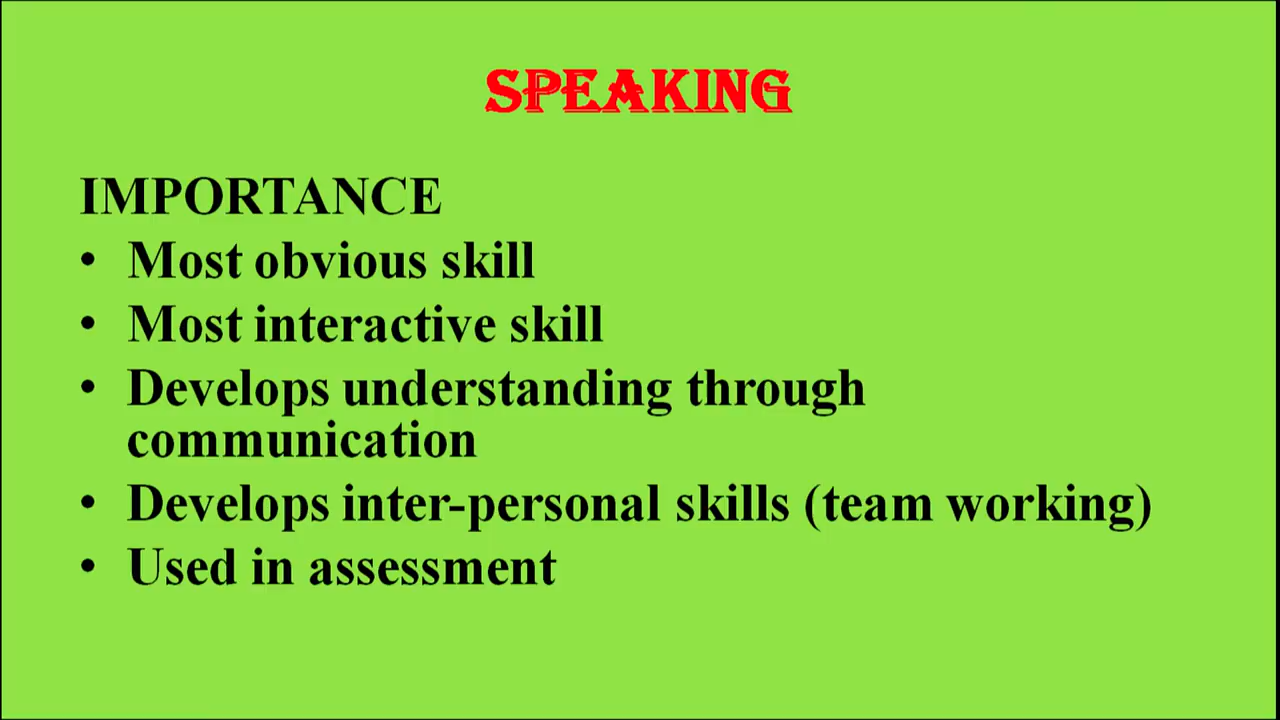 SPEAKING
IMPORTANCE
• Most obvious skill
• Most interactive skill
• Develops understanding through
communication
• Develops inter-personal skills (team working)
• Used in assessment